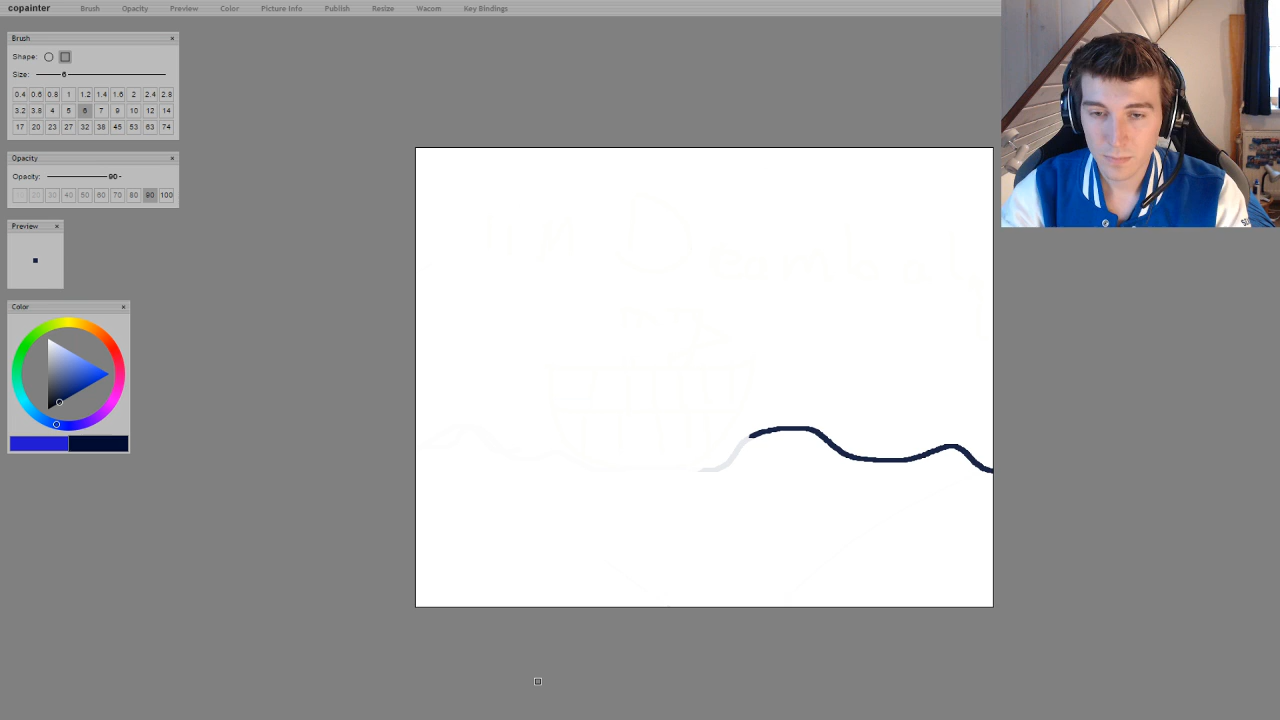 copainter Brush Opacity Preview Color Picture Info Publish Resize Wacom Key Bindings
Brush ×
Shape:
Size: 6
0.4 0.6 0.8 1 1.2 1.4 1.6 2 2.4 2.8
3.2 3.8 4 5 6 7 9 10 12 14
17 20 23 27 32 38 45 53 63 74
Opacity ×
Opacity: 90
20 30 40 50 60 70 80 90 100
Preview ×
Color ×